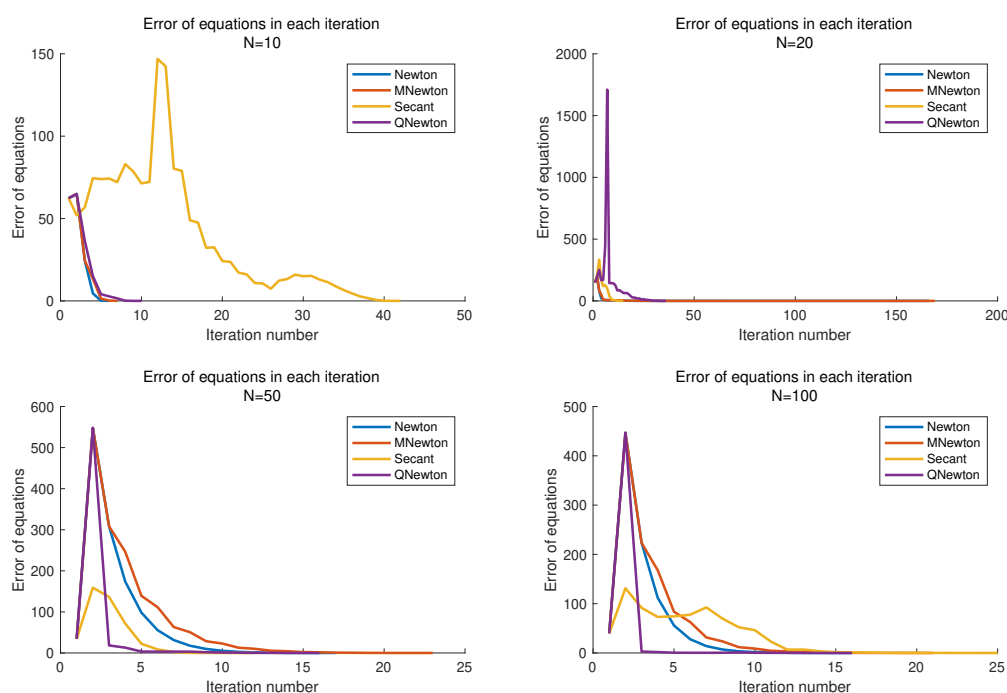 Error of equations in each iteration
N=10
150
100
50
0
Error of equations
0
10
20
30
40
50
Iteration number
Newton
MNewton
Secant
QNewton
Error of equations in each iteration
N=20
2000
1500
1000
500
0
Error of equations
0
50
100
150
200
Iteration number
Newton
MNewton
Secant
QNewton
Error of equations in each iteration
N=50
600
500
400
300
200
100
0
Error of equations
0
5
10
15
20
25
Iteration number
Newton
MNewton
Secant
QNewton
Error of equations in each iteration
N=100
500
400
300
200
100
0
Error of equations
0
5
10
15
20
25
Iteration number
Newton
MNewton
Secant
QNewton